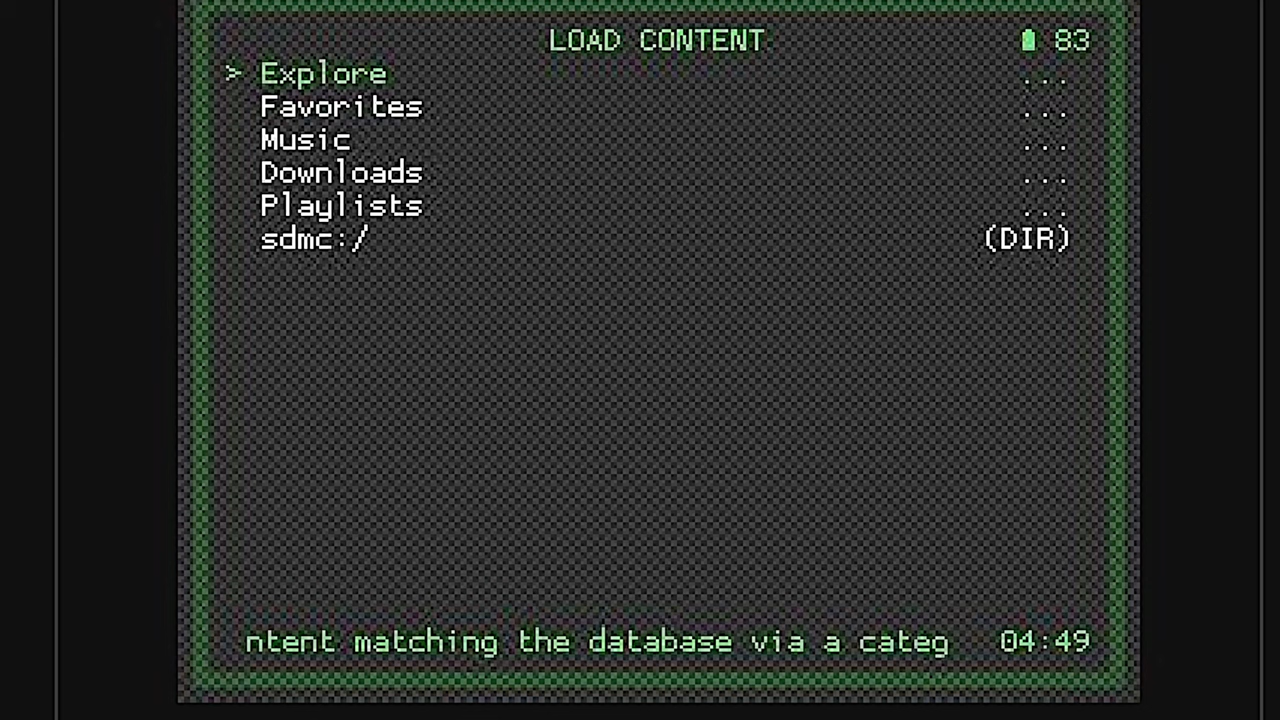 LOAD CONTENT 83
> Explore ...
Favorites ...
Music ...
Downloads ...
Playlists ...
sdmc:/ (DIR)
ntent matching the database via a categ 04:49